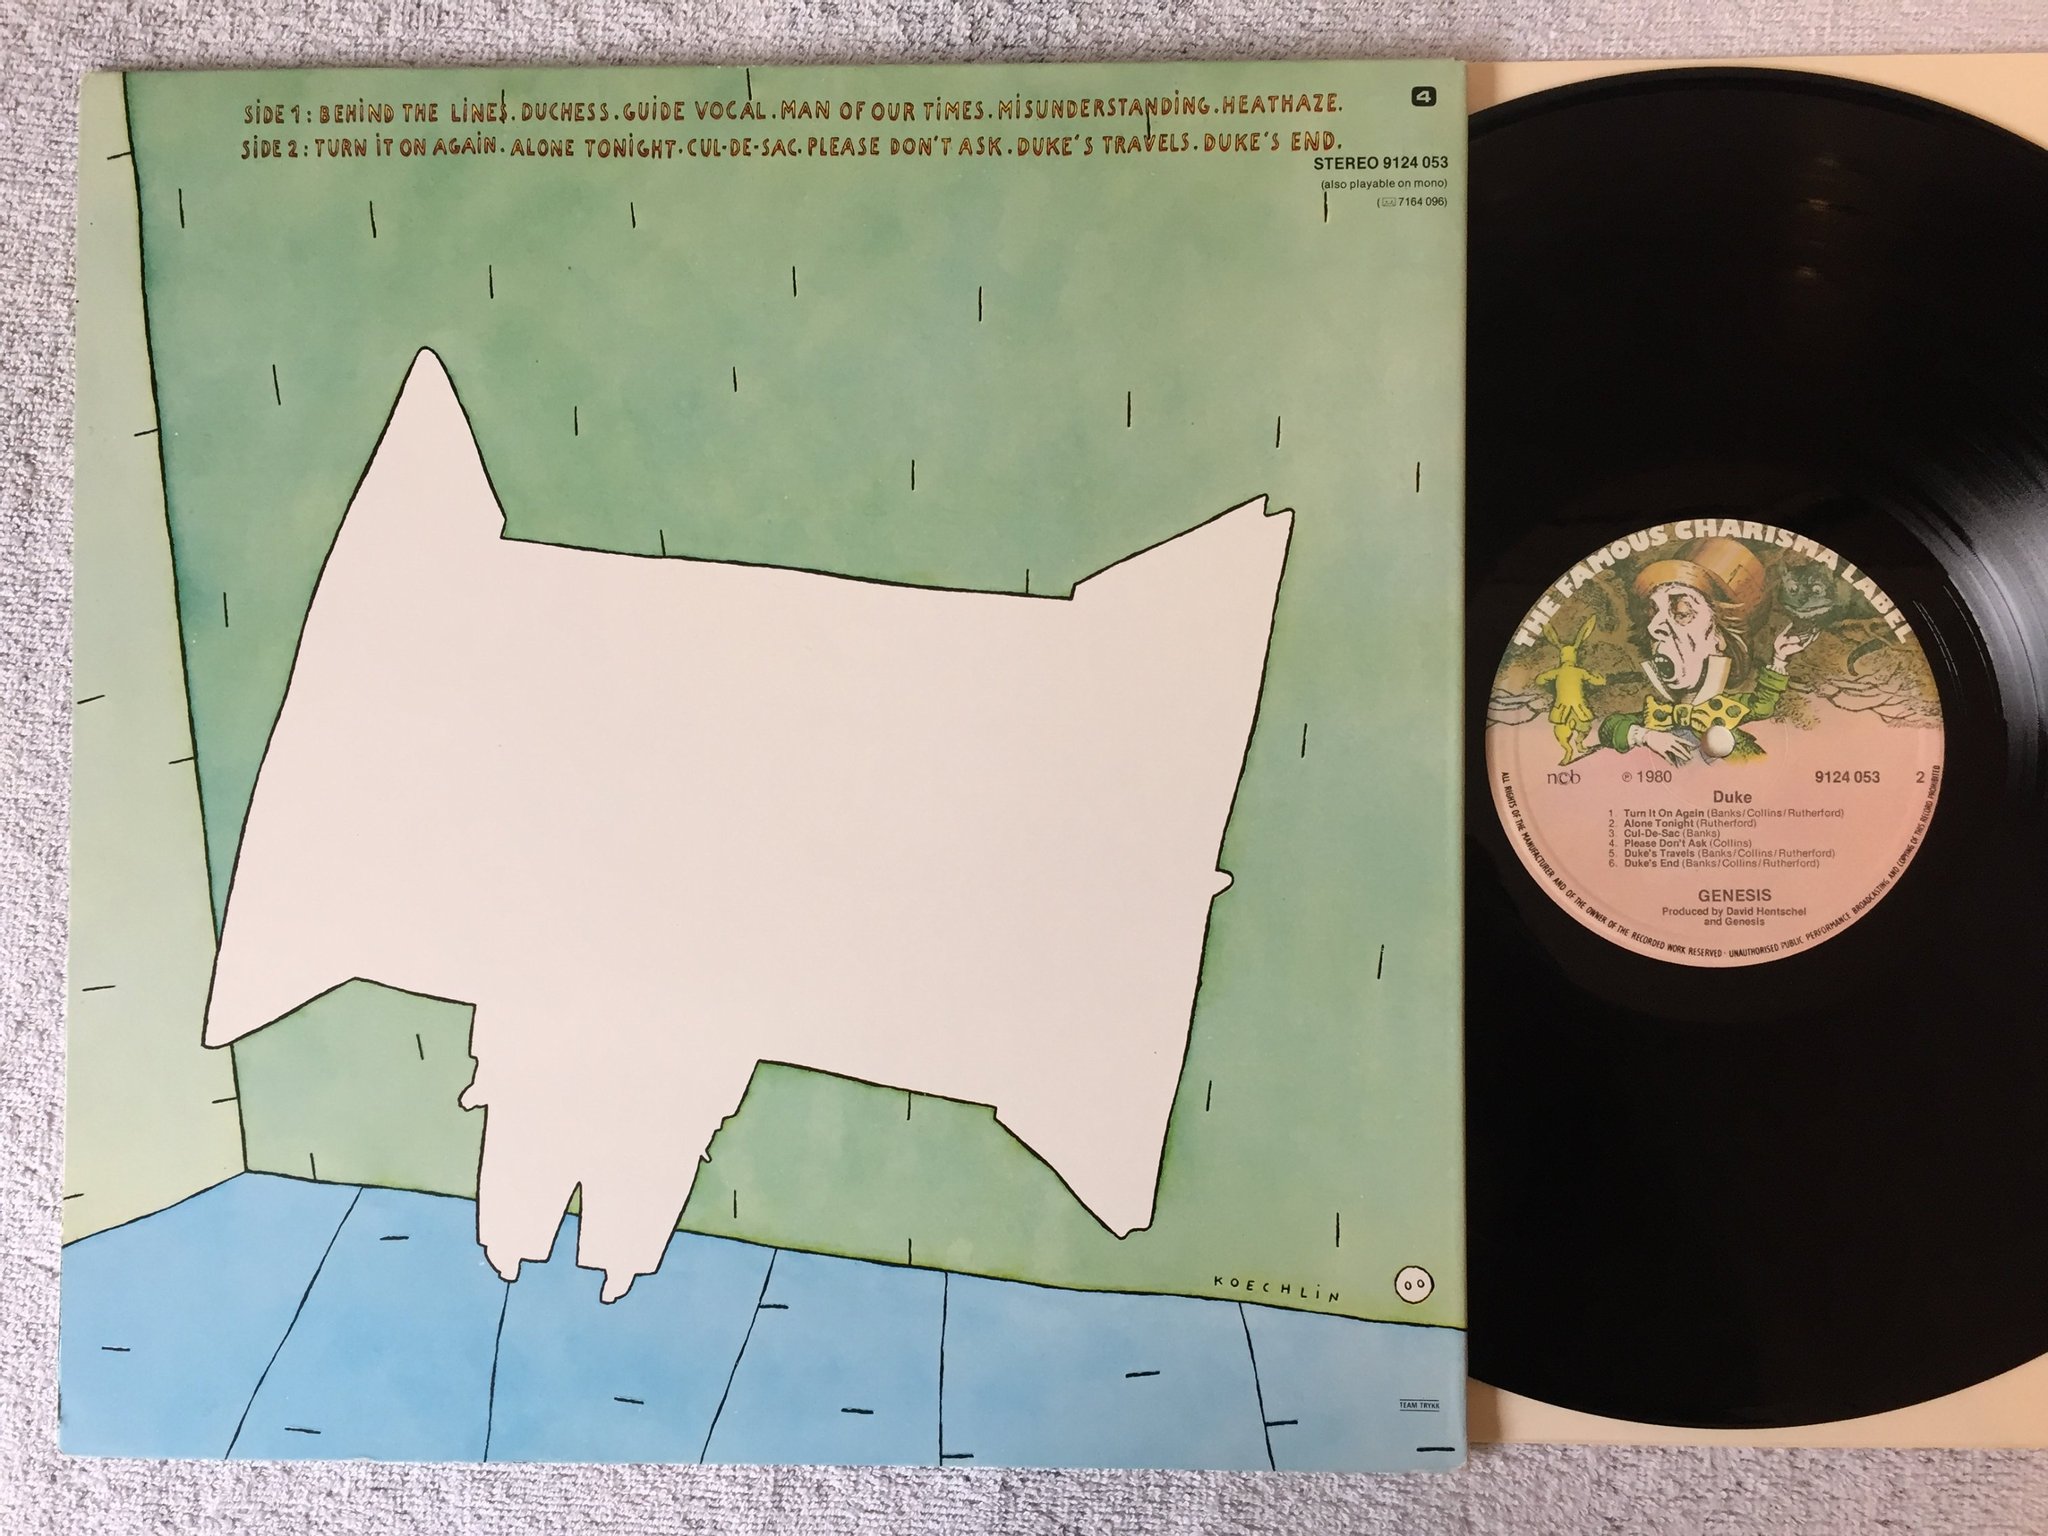 SiDE 1: BEHiND THE LiNES. DUCHESS. GUiDE VOCAL. MAN OF OUR TiMES. MiSUNDERSTANDiNG. HEATHAZE.
SiDE 2: TURN iT ON AGAiN. ALONE TONiGHT. CUL-DE-SAC. PLEASE DON'T ASK. DUKE'S TRAVELS. DUKE'S END.
4
STEREO 9124 053
(also playable on mono)
(7164 096)
KOECHLiN
TEAM TRYKK
THE FAMOUS CHARISMA LABEL
ncb ℗ 1980 9124 053 2
Duke
1. Turn It On Again (Banks/Collins/Rutherford)
2. Alone Tonight (Rutherford)
3. Cul-De-Sac (Banks)
4. Please Don't Ask (Collins)
5. Duke's Travels (Banks/Collins/Rutherford)
6. Duke's End (Banks/Collins/Rutherford)
GENESIS
Produced by David Hentschel
and Genesis
ALL RIGHTS OF THE MANUFACTURER AND OF THE OWNER OF THE RECORDED WORK RESERVED · UNAUTHORISED PUBLIC PERFORMANCE BROADCASTING AND COPYING OF THIS RECORD PROHIBITED